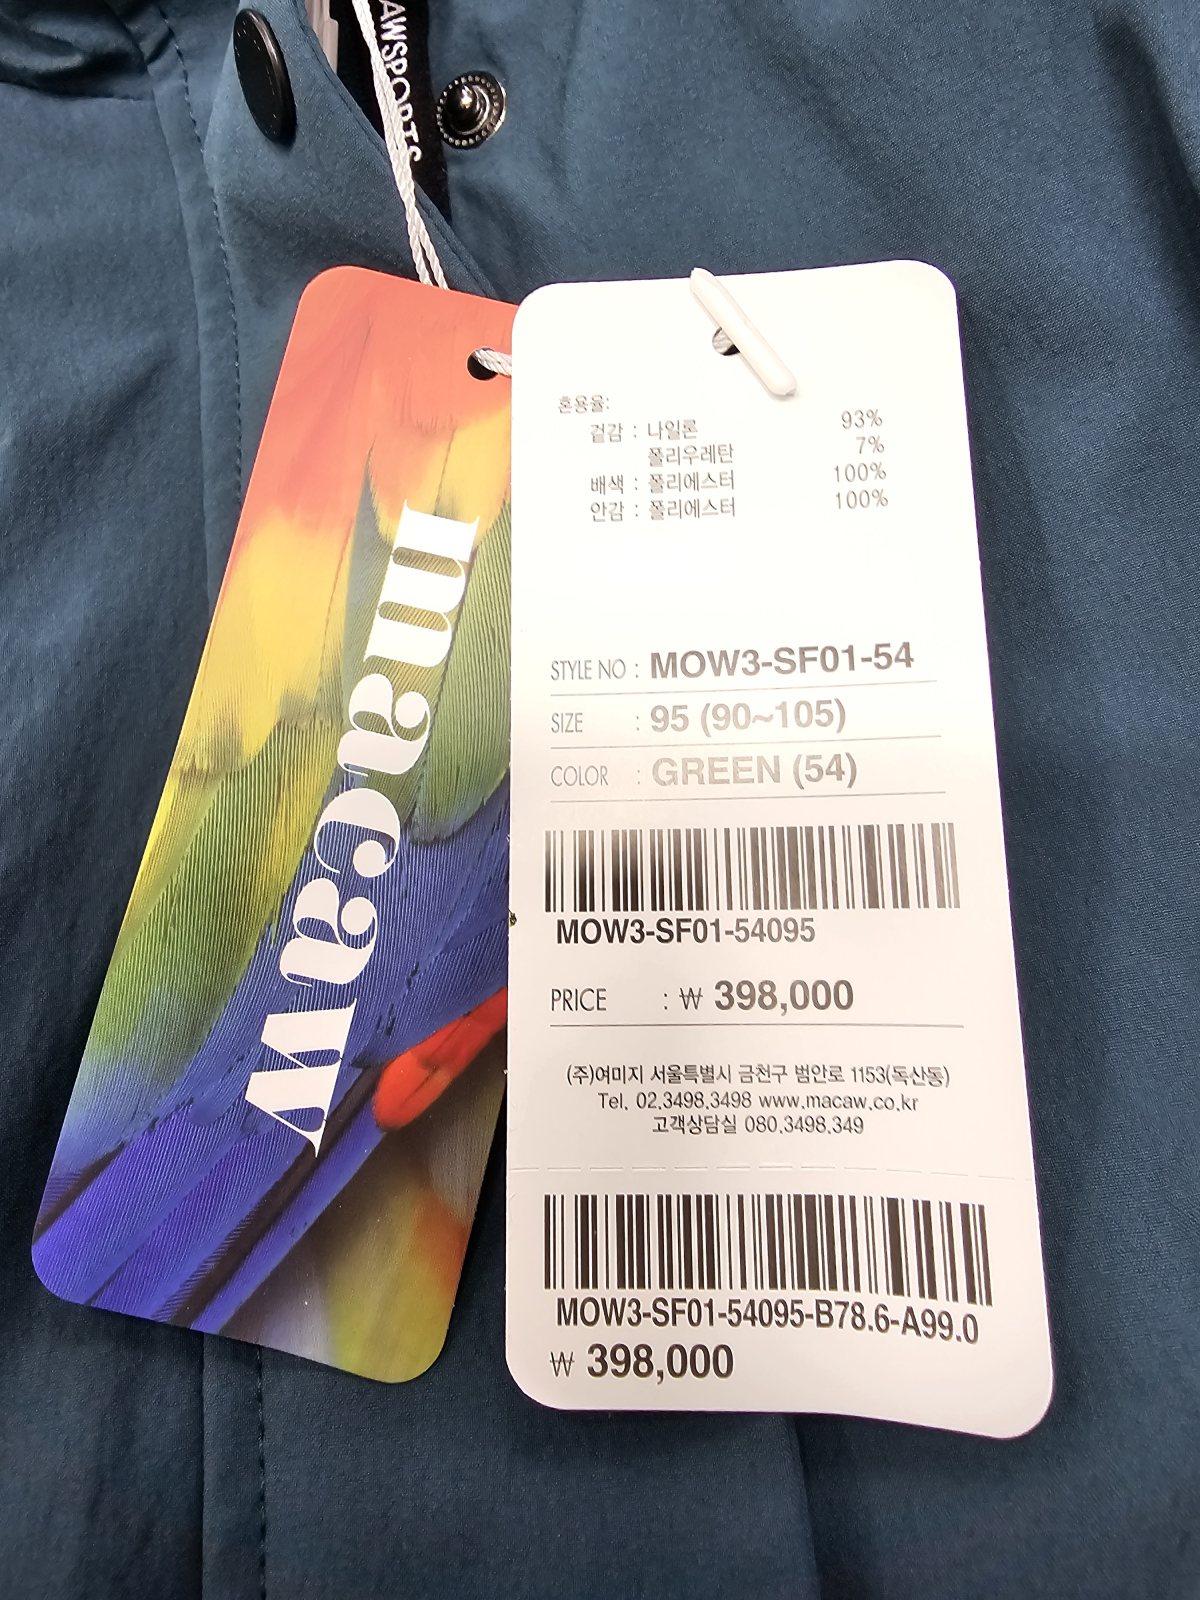 AWSPORTS
macaw
혼용율:
겉감 : 나일론 93%
폴리우레탄 7%
배색 : 폴리에스터 100%
안감 : 폴리에스터 100%
STYLE NO : MOW3-SF01-54
SIZE : 95 (90~105)
COLOR : GREEN (54)
MOW3-SF01-54095
PRICE : ₩ 398,000
(주)여미지 서울특별시 금천구 범안로 1153(독산동)
Tel. 02.3498.3498 www.macaw.co.kr
고객상담실 080.3498.349
MOW3-SF01-54095-B78.6-A99.0
₩ 398,000